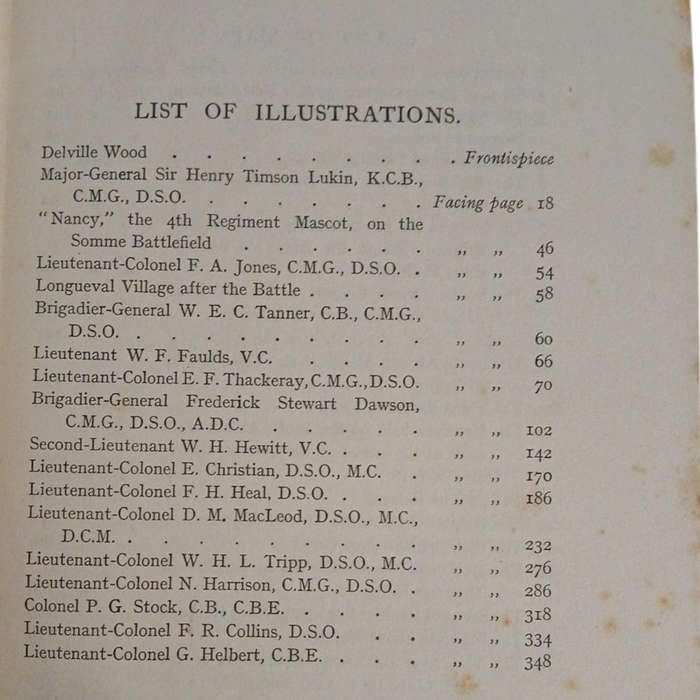 LIST OF ILLUSTRATIONS.
Delville Wood . . . . . . . . Frontispiece
Major-General Sir Henry Timson Lukin, K.C.B.,
C.M.G., D.S.O. . . . . . . Facing page 18
"Nancy," the 4th Regiment Mascot, on the
Somme Battlefield . . . . . ,, ,, 46
Lieutenant-Colonel F. A. Jones, C.M.G., D.S.O. . ,, ,, 54
Longueval Village after the Battle . . . . ,, ,, 58
Brigadier-General W. E. C. Tanner, C.B., C.M.G.,
D.S.O. . . . . . . . . ,, ,, 60
Lieutenant W. F. Faulds, V.C. . . . . ,, ,, 66
Lieutenant-Colonel E. F. Thackeray, C.M.G., D.S.O. ,, ,, 70
Brigadier-General Frederick Stewart Dawson,
C.M.G., D.S.O., A.D.C. . . . . . ,, ,, 102
Second-Lieutenant W. H. Hewitt, V.C. . . . ,, ,, 142
Lieutenant-Colonel E. Christian, D.S.O., M.C. . ,, ,, 170
Lieutenant-Colonel F. H. Heal, D.S.O. . . . ,, ,, 186
Lieutenant-Colonel D. M. MacLeod, D.S.O., M.C.,
D.C.M. . . . . . . . . ,, ,, 232
Lieutenant-Colonel W. H. L. Tripp, D.S.O., M.C. ,, ,, 276
Lieutenant-Colonel N. Harrison, C.M.G., D.S.O. . ,, ,, 286
Colonel P. G. Stock, C.B., C.B.E. . . . . ,, ,, 318
Lieutenant-Colonel F. R. Collins, D.S.O. . . ,, ,, 334
Lieutenant-Colonel G. Helbert, C.B.E. . . . ,, ,, 348